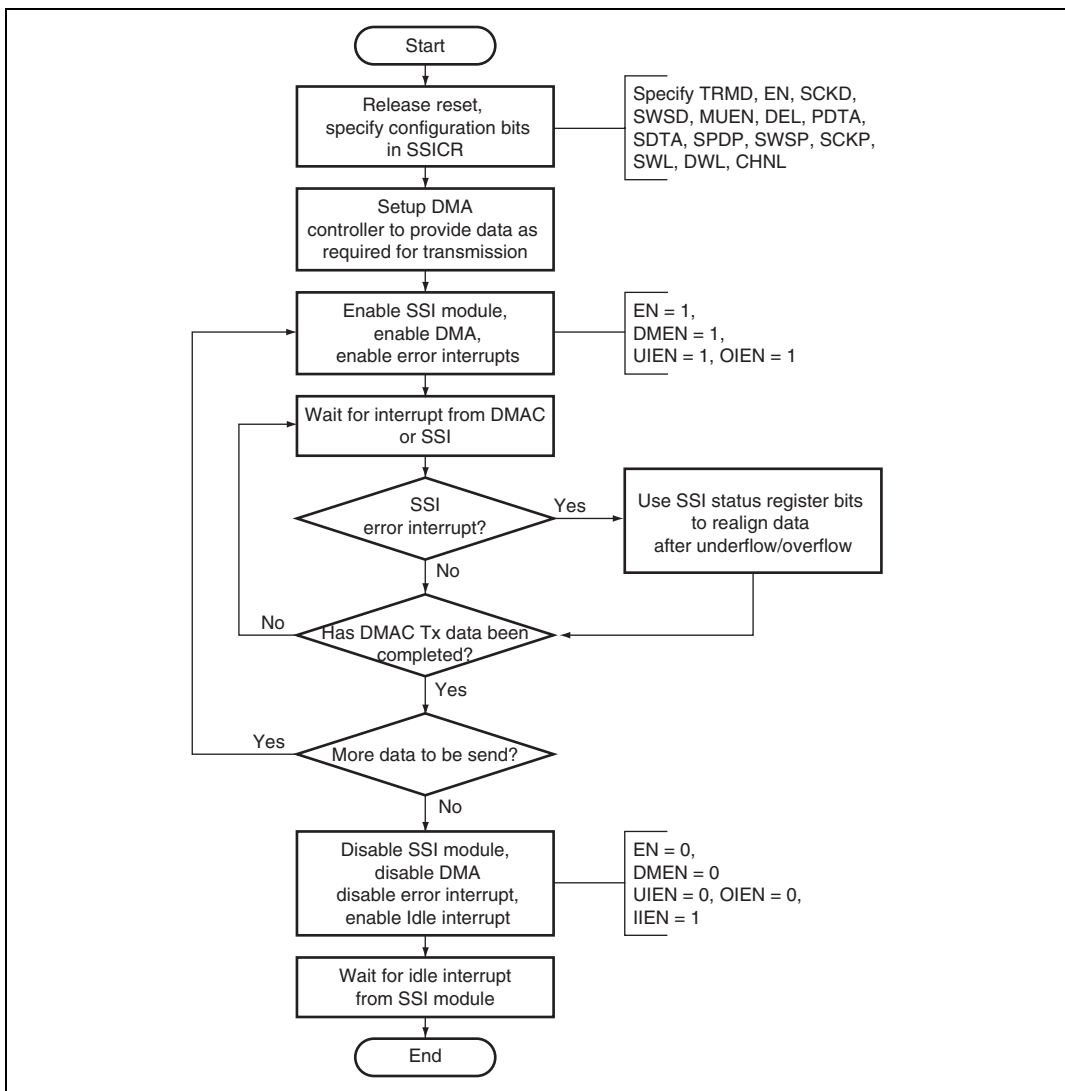 Start
Release reset,
specify configuration bits
in SSICR
Specify TRMD, EN, SCKD,
SWSD, MUEN, DEL, PDTA,
SDTA, SPDP, SWSP, SCKP,
SWL, DWL, CHNL
Setup DMA
controller to provide data as
required for transmission
Enable SSI module,
enable DMA,
enable error interrupts
EN = 1,
DMEN = 1,
UIEN = 1, OIEN = 1
Wait for interrupt from DMAC
or SSI
SSI
error interrupt?
Yes
Use SSI status register bits
to realign data
after underflow/overflow
No
No
Has DMAC Tx data been
completed?
Yes
Yes
More data to be send?
No
Disable SSI module,
disable DMA
disable error interrupt,
enable Idle interrupt
EN = 0,
DMEN = 0
UIEN = 0, OIEN = 0,
IIEN = 1
Wait for idle interrupt
from SSI module
End